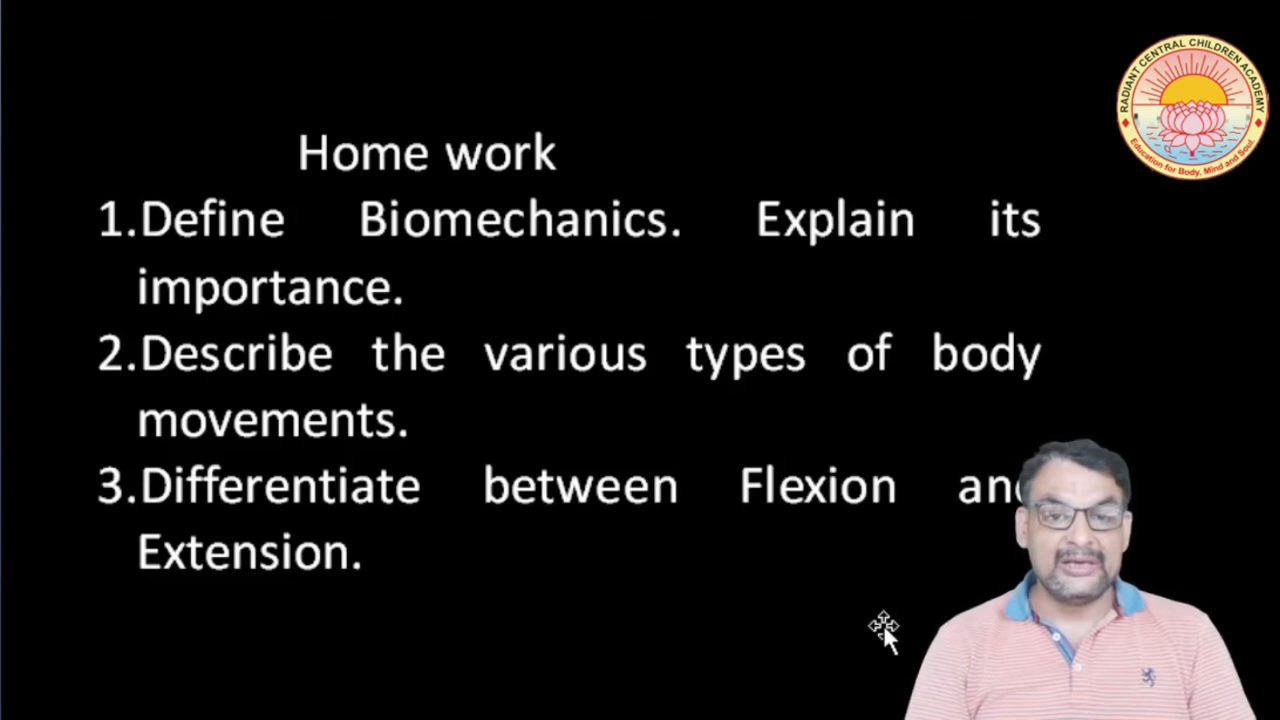 RADIANT CENTRAL CHILDREN ACADEMY
Education for Body, Mind and Soul.
Home work
1.Define Biomechanics. Explain its
importance.
2.Describe the various types of body
movements.
3.Differentiate between Flexion and
Extension.